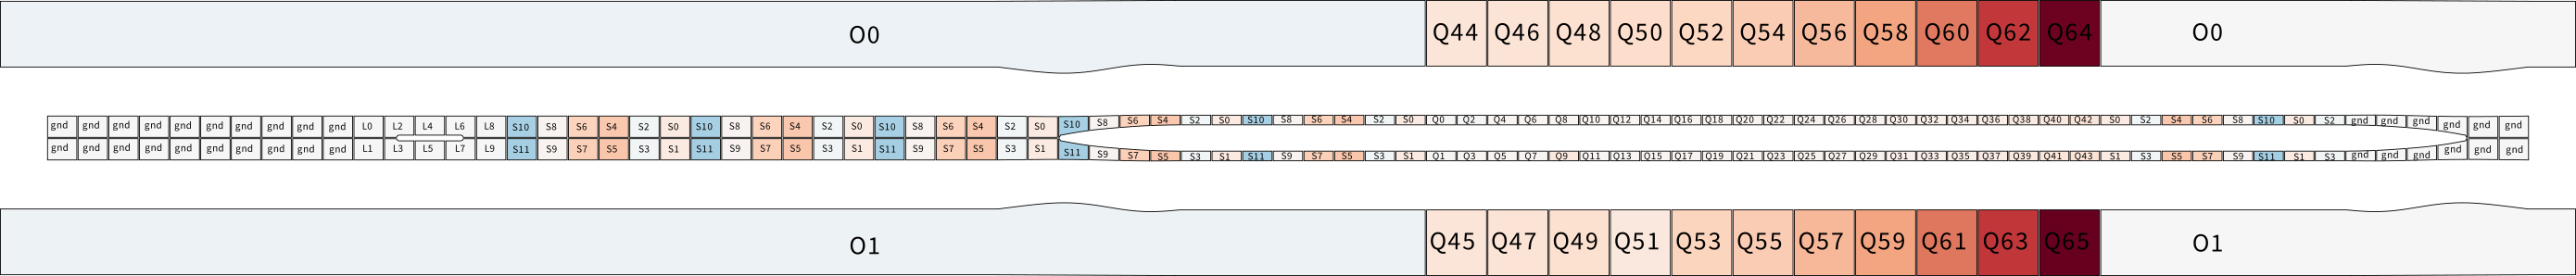 O0 Q44 Q46 Q48 Q50 Q52 Q54 Q56 Q58 Q60 Q62 Q64 O0
gnd gnd gnd gnd gnd gnd gnd gnd gnd gnd L0 L2 L4 L6 L8 S10 S8 S6 S4 S2 S0 S10 S8 S6 S4 S2 S0 S10 S8 S6 S4 S2 S0 S10 S8 S6 S4 S2 S0 S10 S8 S6 S4 S2 S0 Q0 Q2 Q4 Q6 Q8 Q10 Q12 Q14 Q16 Q18 Q20 Q22 Q24 Q26 Q28 Q30 Q32 Q34 Q36 Q38 Q40 Q42 S0 S2 S4 S6 S8 S10 S0 S2 gnd gnd gnd gnd gnd gnd
gnd gnd gnd gnd gnd gnd gnd gnd gnd gnd L1 L3 L5 L7 L9 S11 S9 S7 S5 S3 S1 S11 S9 S7 S5 S3 S1 S11 S9 S7 S5 S3 S1 S11 S9 S7 S5 S3 S1 S11 S9 S7 S5 S3 S1 Q1 Q3 Q5 Q7 Q9 Q11 Q13 Q15 Q17 Q19 Q21 Q23 Q25 Q27 Q29 Q31 Q33 Q35 Q37 Q39 Q41 Q43 S1 S3 S5 S7 S9 S11 S1 S3 gnd gnd gnd gnd gnd gnd
O1 Q45 Q47 Q49 Q51 Q53 Q55 Q57 Q59 Q61 Q63 Q65 O1